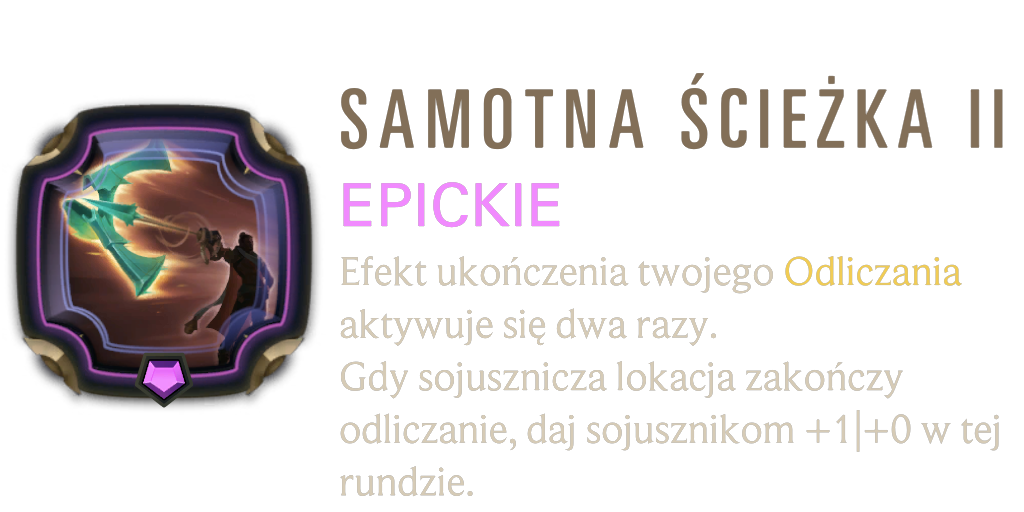 SAMOTNA ŚCIEŻKA II
EPICKIE
Efekt ukończenia twojego Odliczania
aktywuje się dwa razy.
Gdy sojusznicza lokacja zakończy
odliczanie, daj sojusznikom +1|+0 w tej
rundzie.